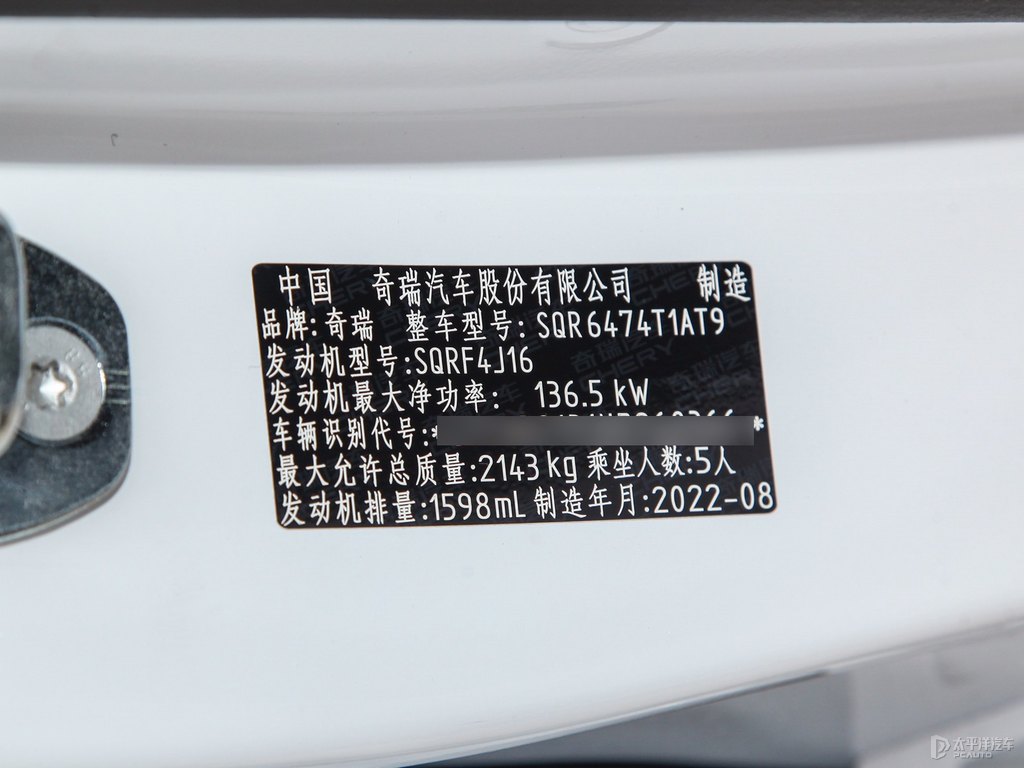 中国 奇瑞汽车股份有限公司 制造
品牌:奇瑞 整车型号:SQR6474T1AT9
发动机型号:SQRF4J16
发动机最大净功率: 136.5 kW
车辆识别代号:* *
最大允许总质量:2143kg 乘坐人数:5人
发动机排量:1598mL 制造年月:2022-08
太平洋汽车
PCAUTO